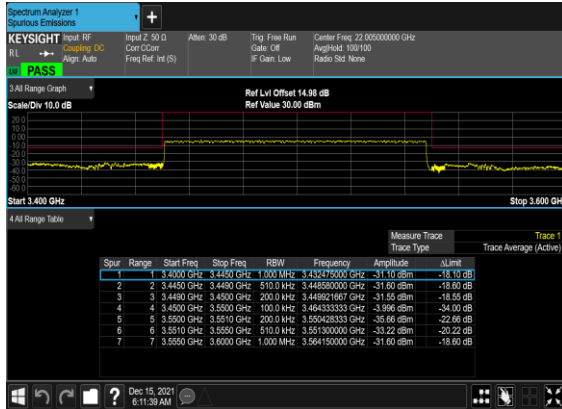 Spectrum Analyzer 1
Spurious Emissions
+
KEYSIGHT Input: RF Input Z: 50 Ω Atten: 30 dB Trig: Free Run Center Freq: 22.005000000 GHz
RL Coupling: DC Corr CCorr Gate: Off Avg|Hold: 100/100
Align: Auto Freq Ref: Int (S) IF Gain: Low Radio Std: None
PASS
3 All Range Graph
Ref Lvl Offset 14.98 dB
Scale/Div 10.0 dB Ref Value 30.00 dBm
20.0
10.0
0.00
-10.0
-20.0
-30.0
-40.0
-50.0
-60.0
Start 3.400 GHz Stop 3.600 GHz
4 All Range Table
Measure Trace Trace 1
Trace Type Trace Average (Active)
Spur Range Start Freq Stop Freq RBW Frequency Amplitude ΔLimit
1 1 3.4000 GHz 3.4450 GHz 1.000 MHz 3.432475000 GHz -31.10 dBm -18.10 dB
2 2 3.4450 GHz 3.4490 GHz 510.0 kHz 3.448580000 GHz -31.60 dBm -18.60 dB
3 3 3.4490 GHz 3.4500 GHz 200.0 kHz 3.449921667 GHz -31.55 dBm -18.55 dB
4 4 3.4500 GHz 3.5500 GHz 100.0 kHz 3.464333333 GHz -3.996 dBm -34.00 dB
5 5 3.5500 GHz 3.5510 GHz 200.0 kHz 3.550428333 GHz -35.66 dBm -22.66 dB
6 6 3.5510 GHz 3.5550 GHz 510.0 kHz 3.551300000 GHz -33.22 dBm -20.22 dB
7 7 3.5550 GHz 3.6000 GHz 1.000 MHz 3.564150000 GHz -31.60 dBm -18.60 dB
? Dec 15, 2021
6:11:39 AM